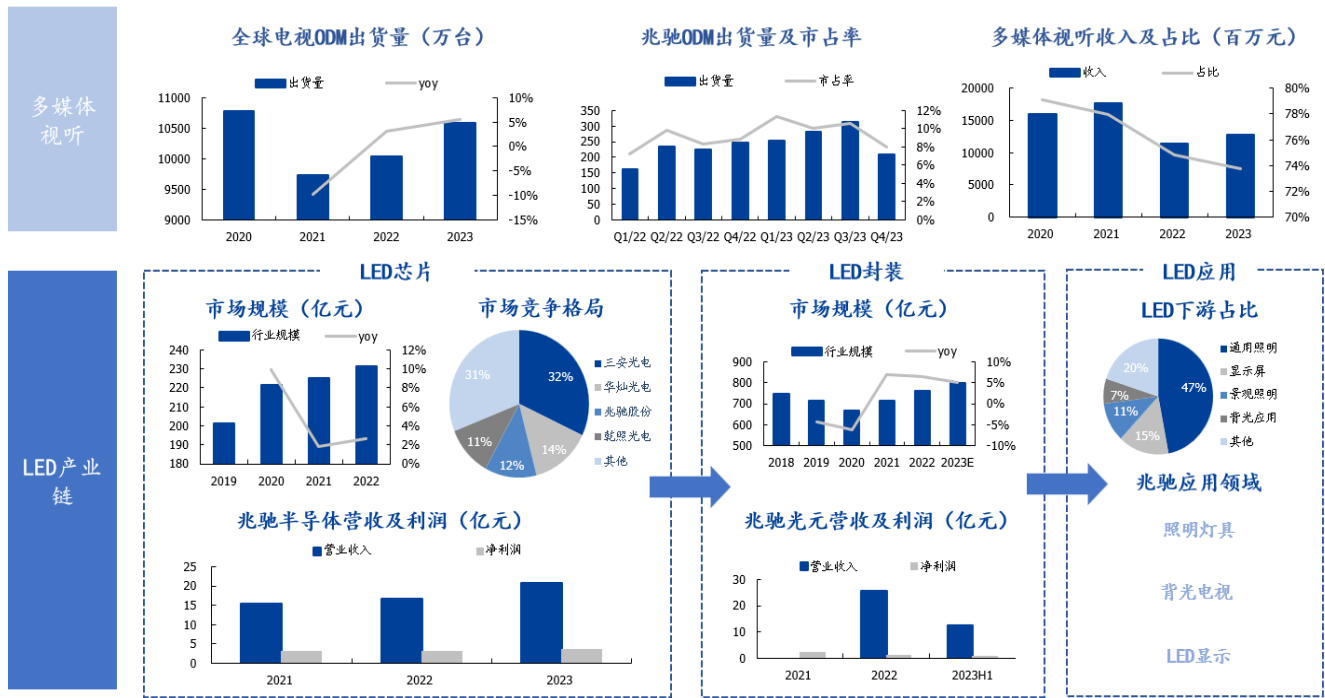 多媒体
视听
全球电视ODM出货量（万台）
出货量 yoy
11000
10500
10000
9500
9000
10%
5%
0%
-5%
-10%
-15%
2020 2021 2022 2023
兆驰ODM出货量及市占率
出货量 市占率
350
300
250
200
150
100
50
0
12%
10%
8%
6%
4%
2%
0%
Q1/22 Q2/22 Q3/22 Q4/22 Q1/23 Q2/23 Q3/23 Q4/23
多媒体视听收入及占比（百万元）
收入 占比
20000
15000
10000
5000
0
80%
78%
76%
74%
72%
70%
2020 2021 2022 2023
LED产业
链
LED芯片
市场规模（亿元）
行业规模 yoy
240
230
220
210
200
190
180
12%
10%
8%
6%
4%
2%
0%
2019 2020 2021 2022
市场竞争格局
32%
14%
12%
11%
31%
三安光电
华灿光电
兆驰股份
乾照光电
其他
兆驰半导体营收及利润（亿元）
营业收入 净利润
25
20
15
10
5
0
2021 2022 2023
LED封装
市场规模（亿元）
行业规模 yoy
900
800
700
600
500
10%
5%
0%
-5%
-10%
2018 2019 2020 2021 2022 2023E
兆驰光元营收及利润（亿元）
营业收入 净利润
30
20
10
0
2021 2022 2023H1
LED应用
LED下游占比
47%
15%
11%
7%
20%
通用照明
显示屏
景观照明
背光应用
其他
兆驰应用领域
照明灯具
背光电视
LED显示